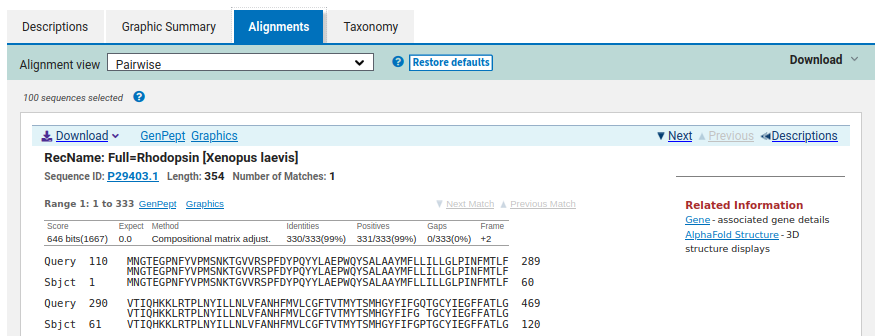 Descriptions Graphic Summary Alignments Taxonomy
Alignment view Pairwise ? Restore defaults Download
100 sequences selected ?
Download GenPept Graphics Next Previous Descriptions
RecName: Full=Rhodopsin [Xenopus laevis]
Sequence ID: P29403.1 Length: 354 Number of Matches: 1
Range 1: 1 to 333 GenPept Graphics Next Match Previous Match
Score Expect Method Identities Positives Gaps Frame
646 bits(1667) 0.0 Compositional matrix adjust. 330/333(99%) 331/333(99%) 0/333(0%) +2
Query 110 MNGTEGPNFYVPMSNKTGVVRSPFDYPQYYLAEPWQYSALAAYMFLLILLGLPINFMTLF 289
MNGTEGPNFYVPMSNKTGVVRSPFDYPQYYLAEPWQYSALAAYMFLLILLGLPINFMTLF
Sbjct 1 MNGTEGPNFYVPMSNKTGVVRSPFDYPQYYLAEPWQYSALAAYMFLLILLGLPINFMTLF 60
Query 290 VTIQHKKLRTPLNYILLNLVFANHFMVLCGFTVTMYTSMHGYFIFGQTGCYIEGFFATLG 469
VTIQHKKLRTPLNYILLNLVFANHFMVLCGFTVTMYTSMHGYFIFG TGCYIEGFFATLG
Sbjct 61 VTIQHKKLRTPLNYILLNLVFANHFMVLCGFTVTMYTSMHGYFIFGPTGCYIEGFFATLG 120
Related Information
Gene - associated gene details
AlphaFold Structure - 3D
structure displays